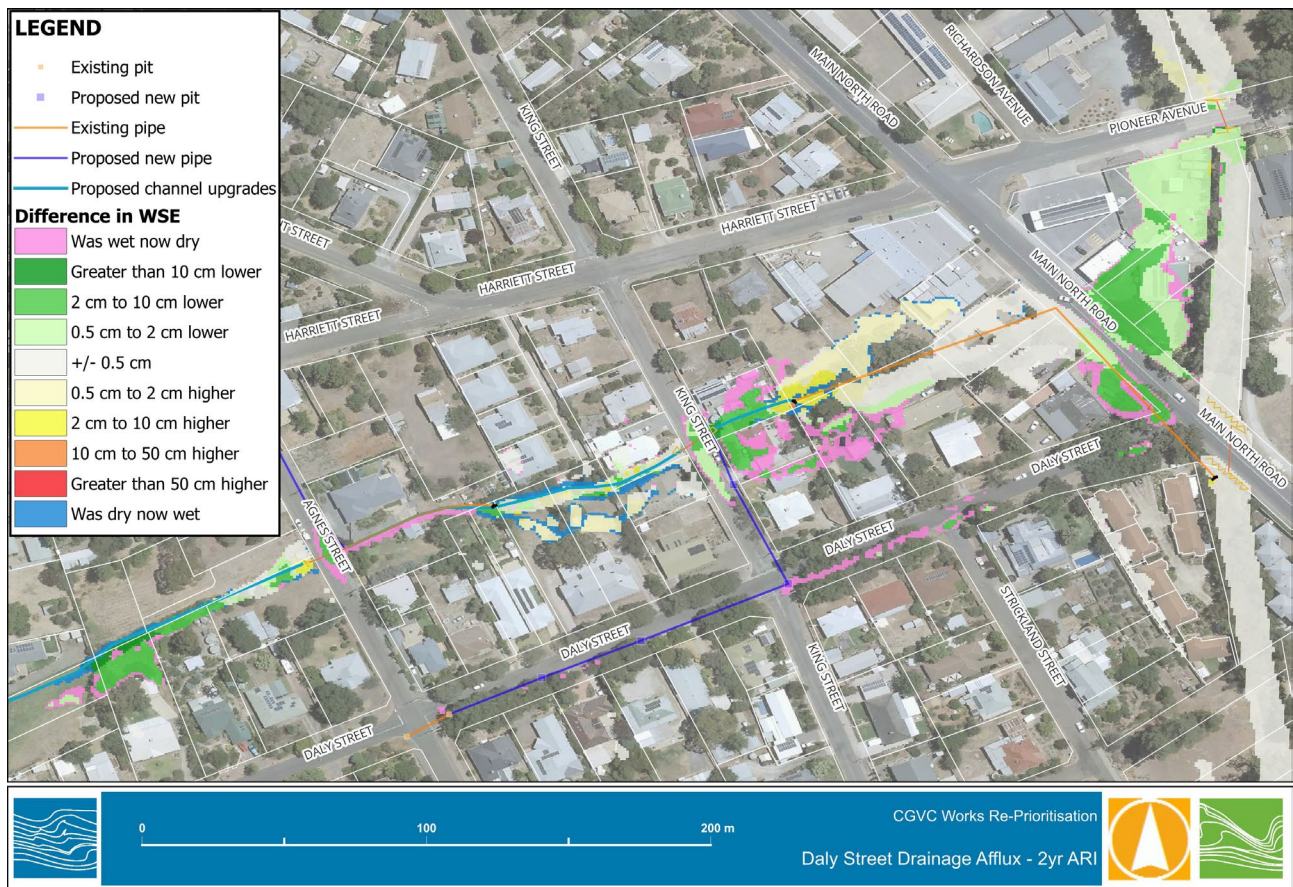 LEGEND
Existing pit
Proposed new pit
Existing pipe
Proposed new pipe
Proposed channel upgrades
Difference in WSE
Was wet now dry
Greater than 10 cm lower
2 cm to 10 cm lower
0.5 cm to 2 cm lower
+/- 0.5 cm
0.5 cm to 2 cm higher
2 cm to 10 cm higher
10 cm to 50 cm higher
Greater than 50 cm higher
Was dry now wet
KING STREET
MAIN NORTH ROAD
RICHARDSON AVENUE
PIONEER AVENUE
HARRIETT STREET
HARRIETT STREET
HARRIETT STREET
MAIN NORTH ROAD
KING STREET
MAIN NORTH ROAD
DALY STREET
AGNES STREET
DALY STREET
STRICKLAND STREET
DALY STREET
KING STREET
DALY STREET
0
100
200 m
CGVC Works Re-Prioritisation
Daly Street Drainage Afflux - 2yr ARI